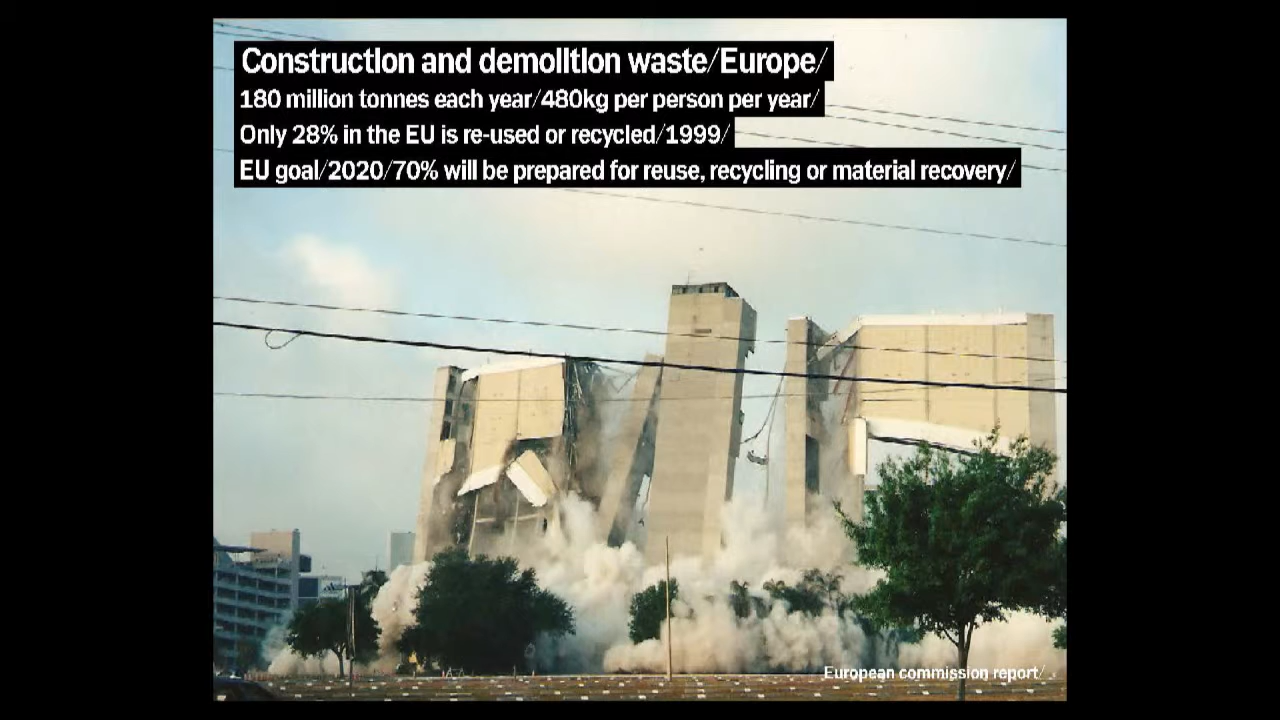 Construction and demolition waste/Europe/
180 million tonnes each year/480kg per person per year/
Only 28% in the EU is re-used or recycled/1999/
EU goal/2020/70% will be prepared for reuse, recycling or material recovery/
European commission report/